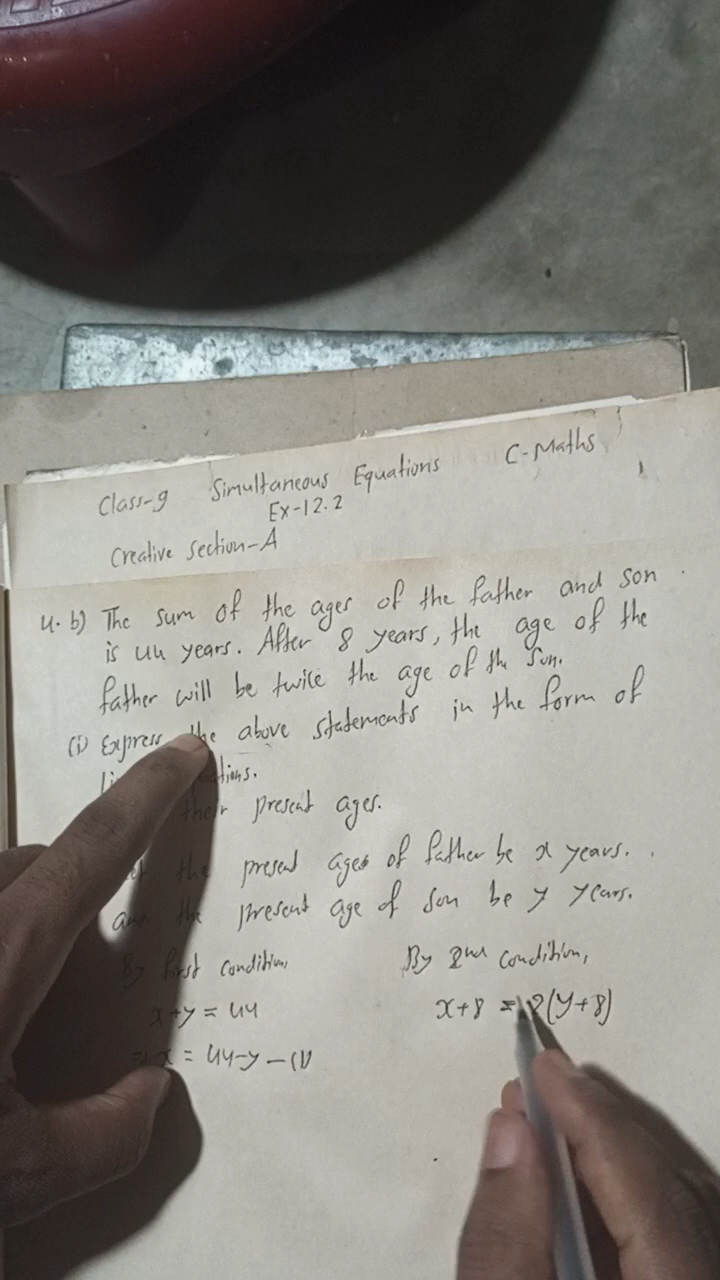 Class-9 Simultaneous Equations C-Maths
Ex-12.2
Creative Section-A
4. b) The sum of the ages of the father and son
is 44 years. After 8 years, the age of the
father will be twice the age of the son.
(i) Express the above statements in the form of
tions.
their present ages.
the present ages of father be x years.
and the present age of son be y years.
By first condition,
By 2nd condition,
x+y = 44
x+8 = 2(y+8)
⇒ x = 44-y - (i)